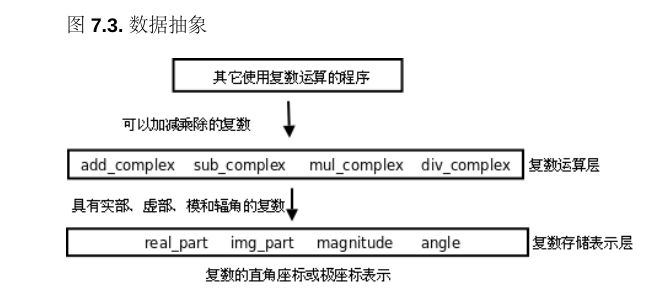 图 7.3. 数据抽象
其它使用复数运算的程序
可以加减乘除的复数
add_complex sub_complex mul_complex div_complex 复数运算层
具有实部、虚部、模和辐角的复数
real_part img_part magnitude angle 复数存储表示层
复数的直角座标或极座标表示